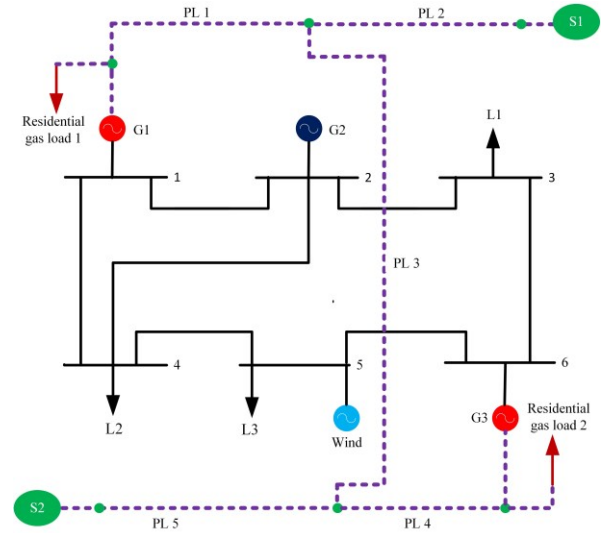 PL 1
PL 2
S1
Residential
gas load 1
G1
G2
L1
1
2
3
PL 3
4
5
6
L2
L3
Wind
G3
Residential
gas load 2
S2
PL 5
PL 4